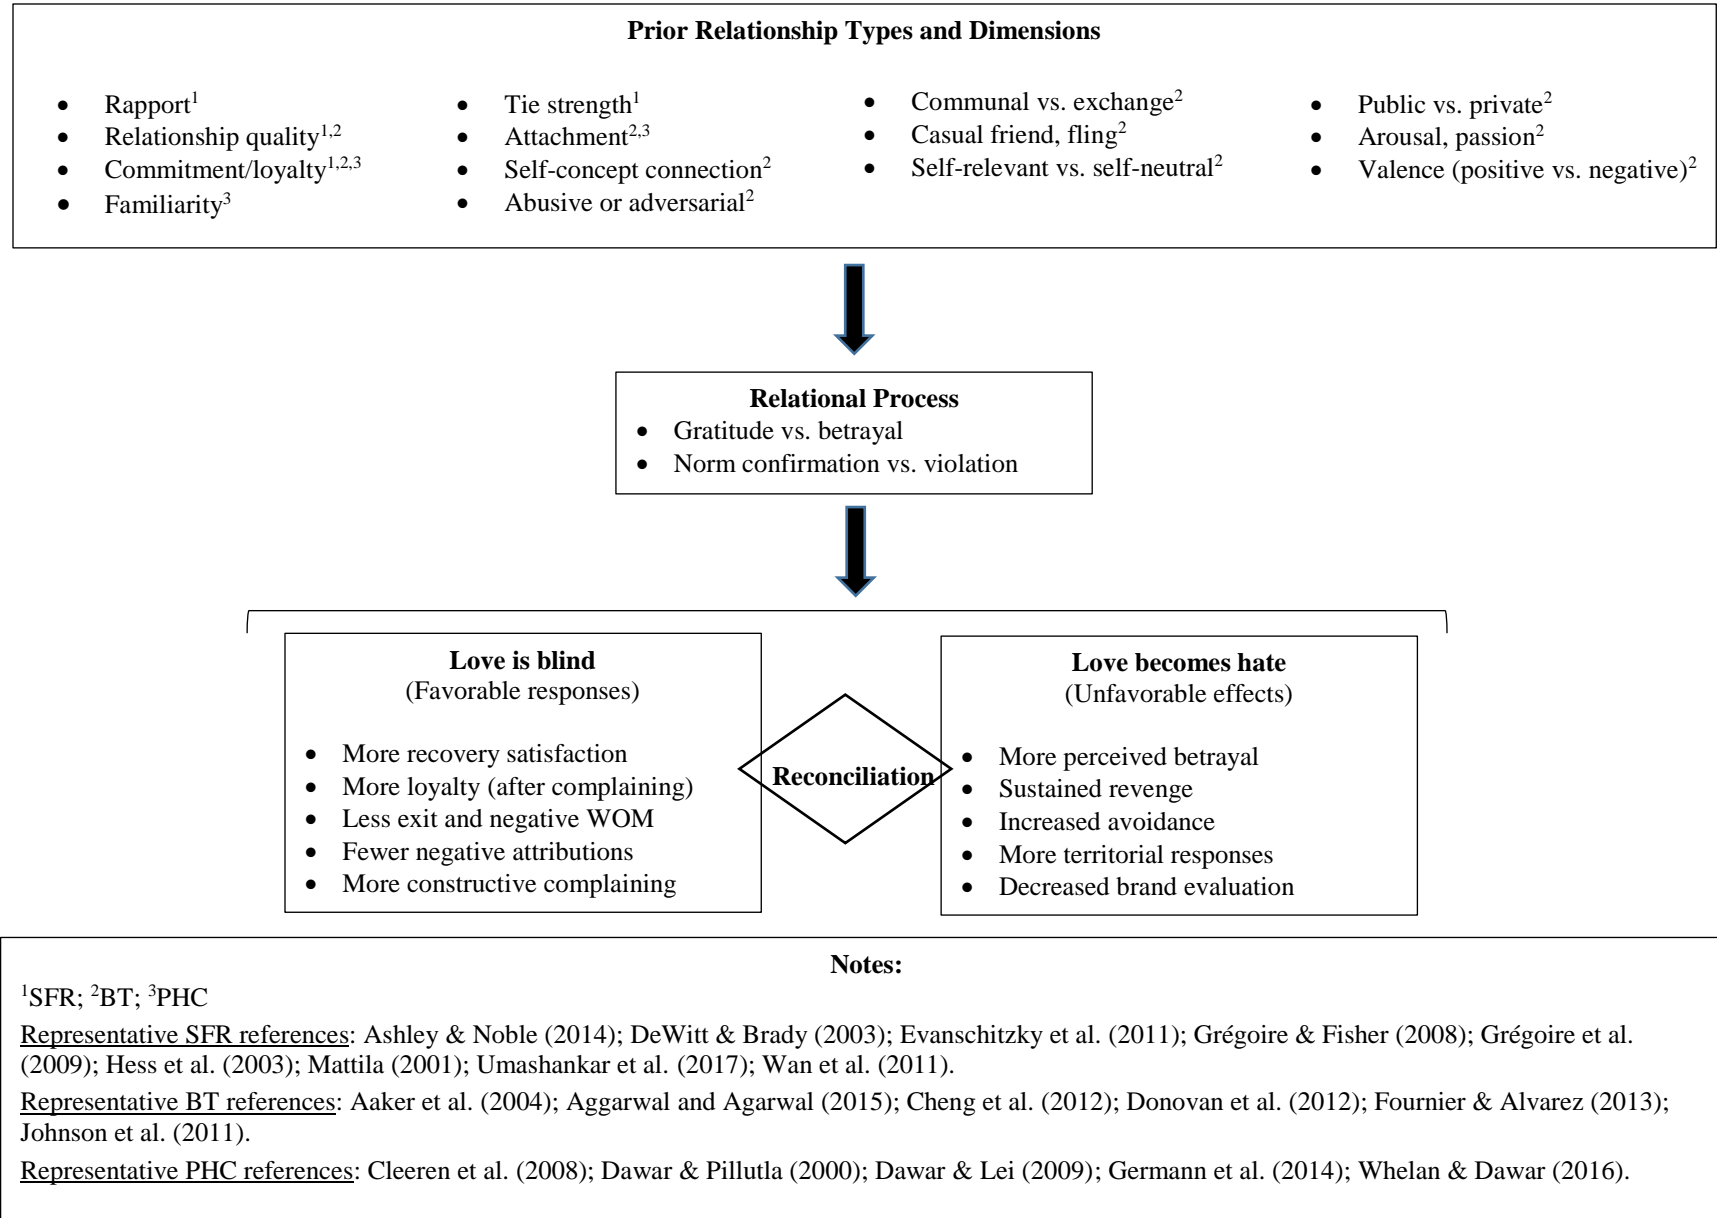 Prior Relationship Types and Dimensions
• Rapport¹
• Relationship quality¹,²
• Commitment/loyalty¹,²,³
• Familiarity³
• Tie strength¹
• Attachment²,³
• Self-concept connection²
• Abusive or adversarial²
• Communal vs. exchange²
• Casual friend, fling²
• Self-relevant vs. self-neutral²
• Public vs. private²
• Arousal, passion²
• Valence (positive vs. negative)²
Relational Process
• Gratitude vs. betrayal
• Norm confirmation vs. violation
Love is blind
(Favorable responses)
• More recovery satisfaction
• More loyalty (after complaining)
• Less exit and negative WOM
• Fewer negative attributions
• More constructive complaining
Reconciliation
Love becomes hate
(Unfavorable effects)
• More perceived betrayal
• Sustained revenge
• Increased avoidance
• More territorial responses
• Decreased brand evaluation
Notes:
¹SFR; ²BT; ³PHC
Representative SFR references: Ashley & Noble (2014); DeWitt & Brady (2003); Evanschitzky et al. (2011); Grégoire & Fisher (2008); Grégoire et al.
(2009); Hess et al. (2003); Mattila (2001); Umashankar et al. (2017); Wan et al. (2011).
Representative BT references: Aaker et al. (2004); Aggarwal and Agarwal (2015); Cheng et al. (2012); Donovan et al. (2012); Fournier & Alvarez (2013);
Johnson et al. (2011).
Representative PHC references: Cleeren et al. (2008); Dawar & Pillutla (2000); Dawar & Lei (2009); Germann et al. (2014); Whelan & Dawar (2016).